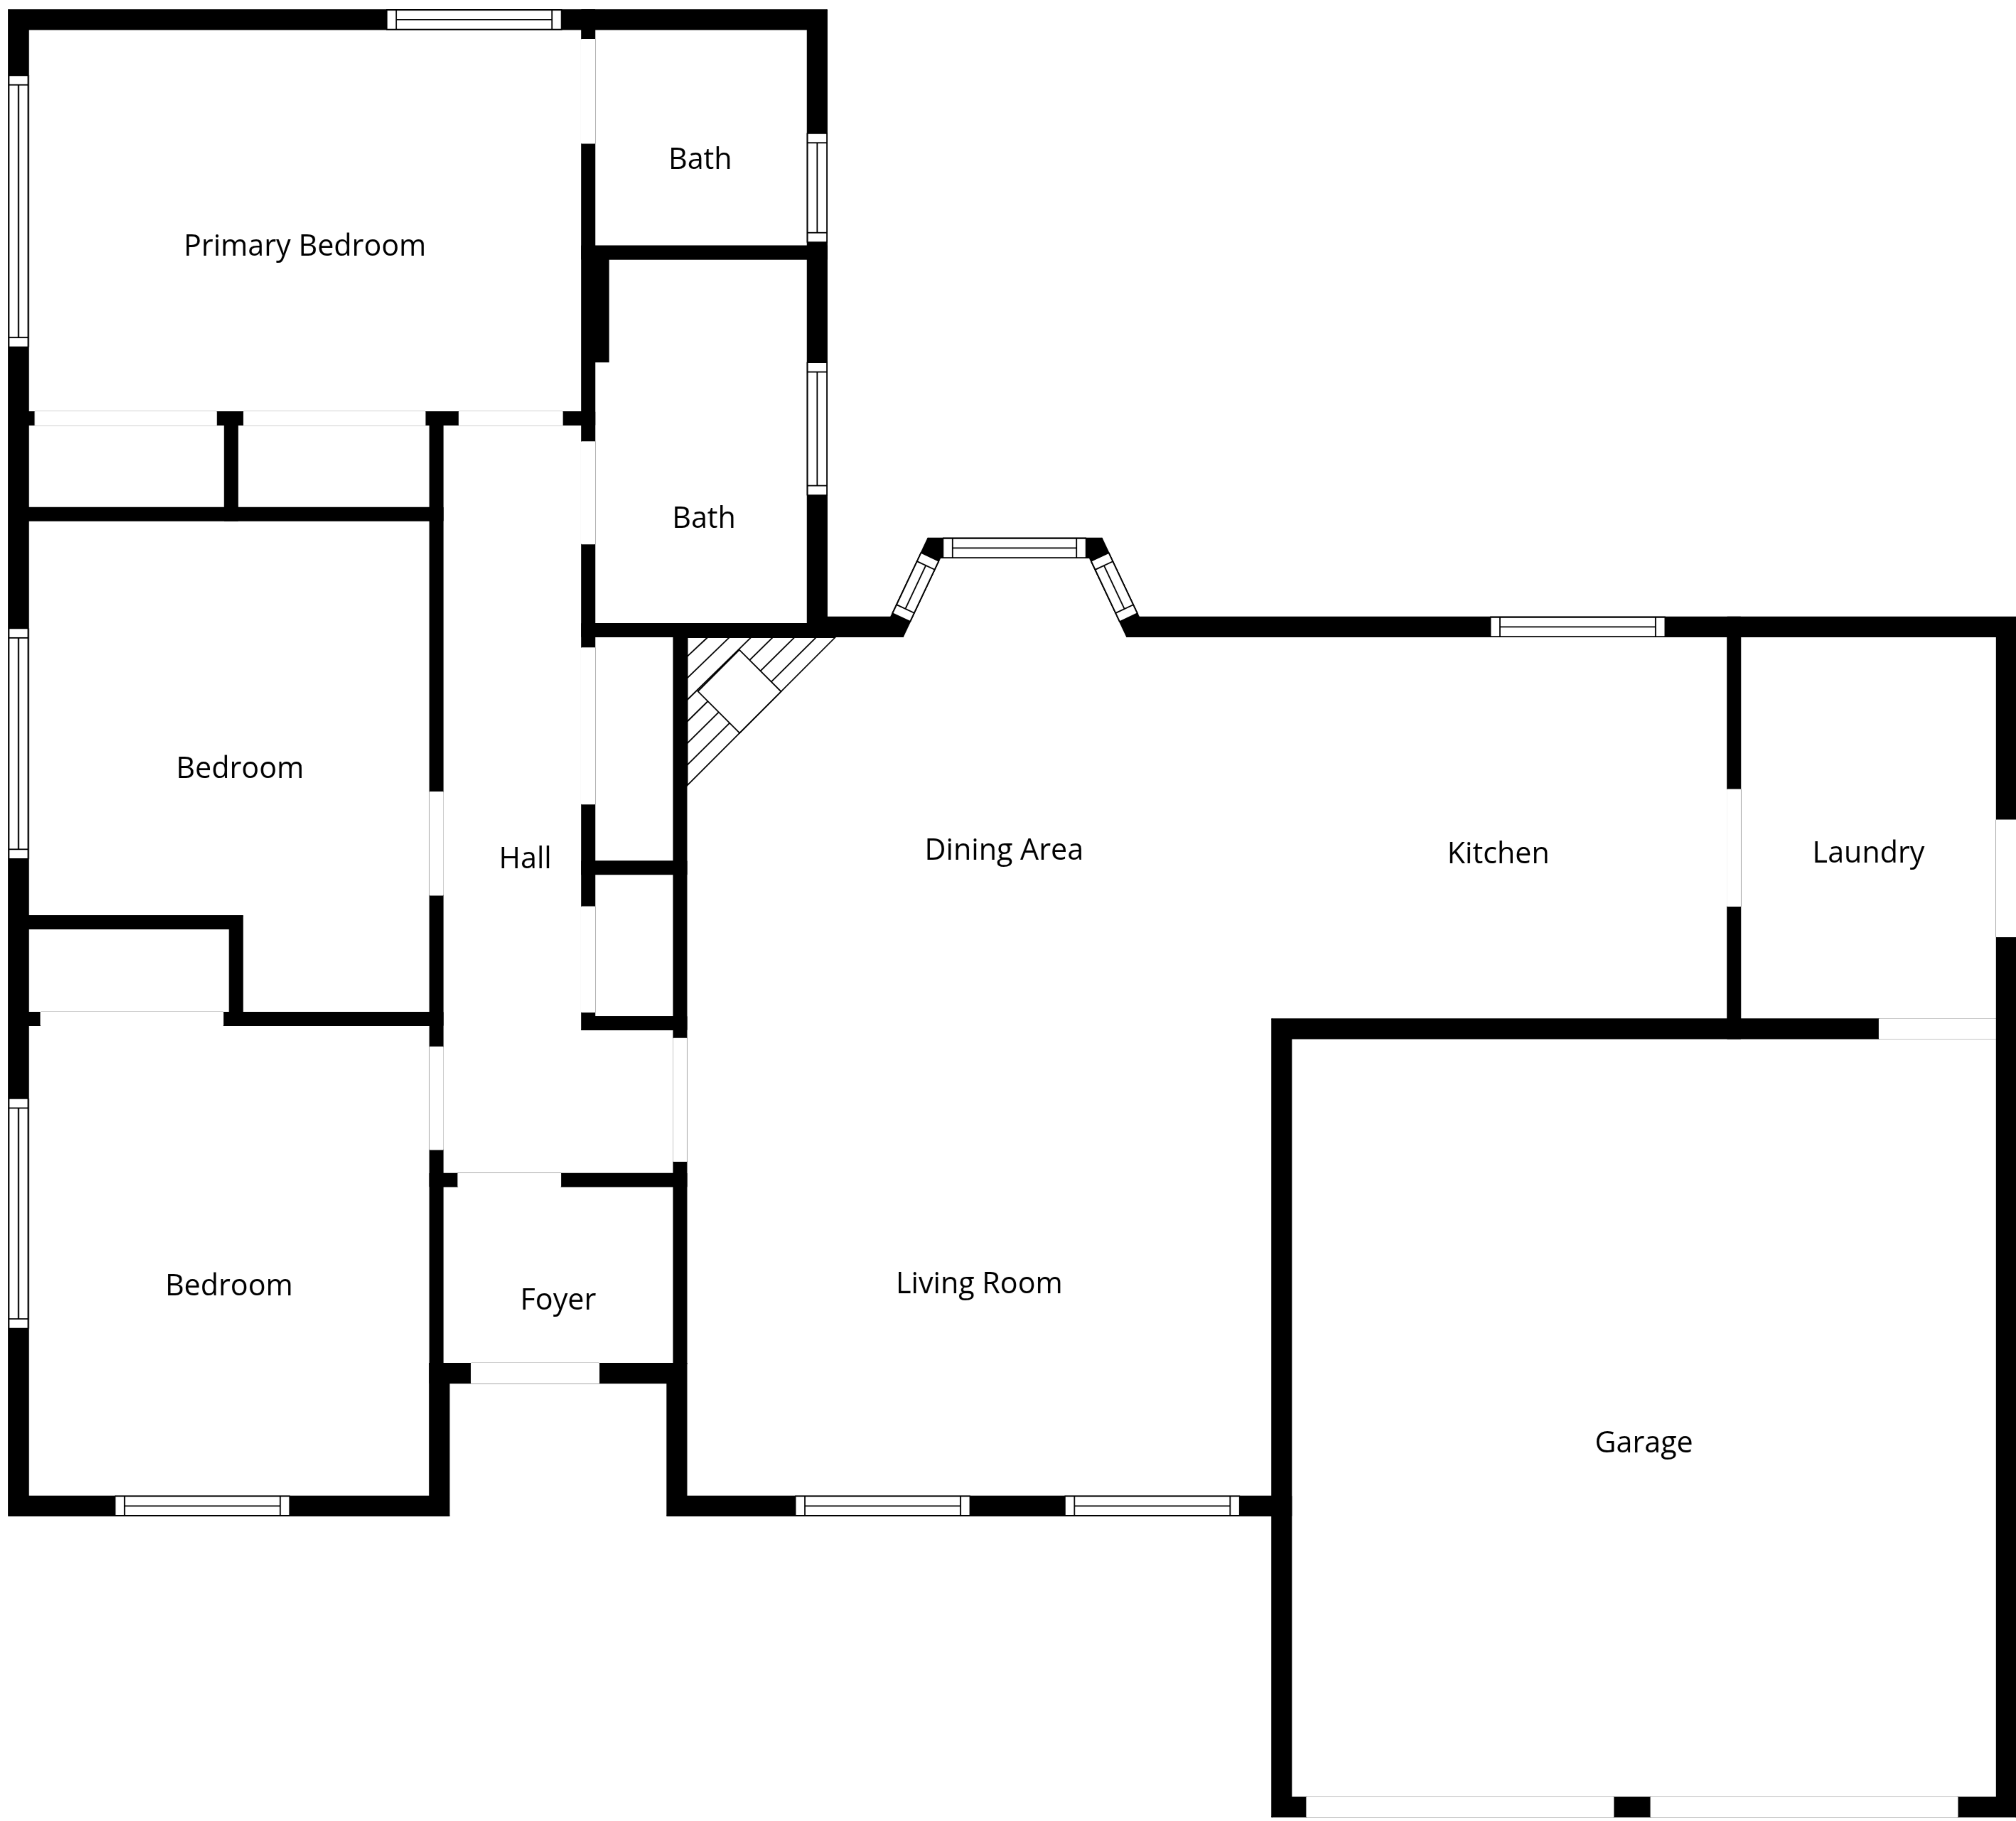 Bath
Primary Bedroom
Bath
Bedroom
Hall
Dining Area
Kitchen
Laundry
Bedroom
Foyer
Living Room
Garage